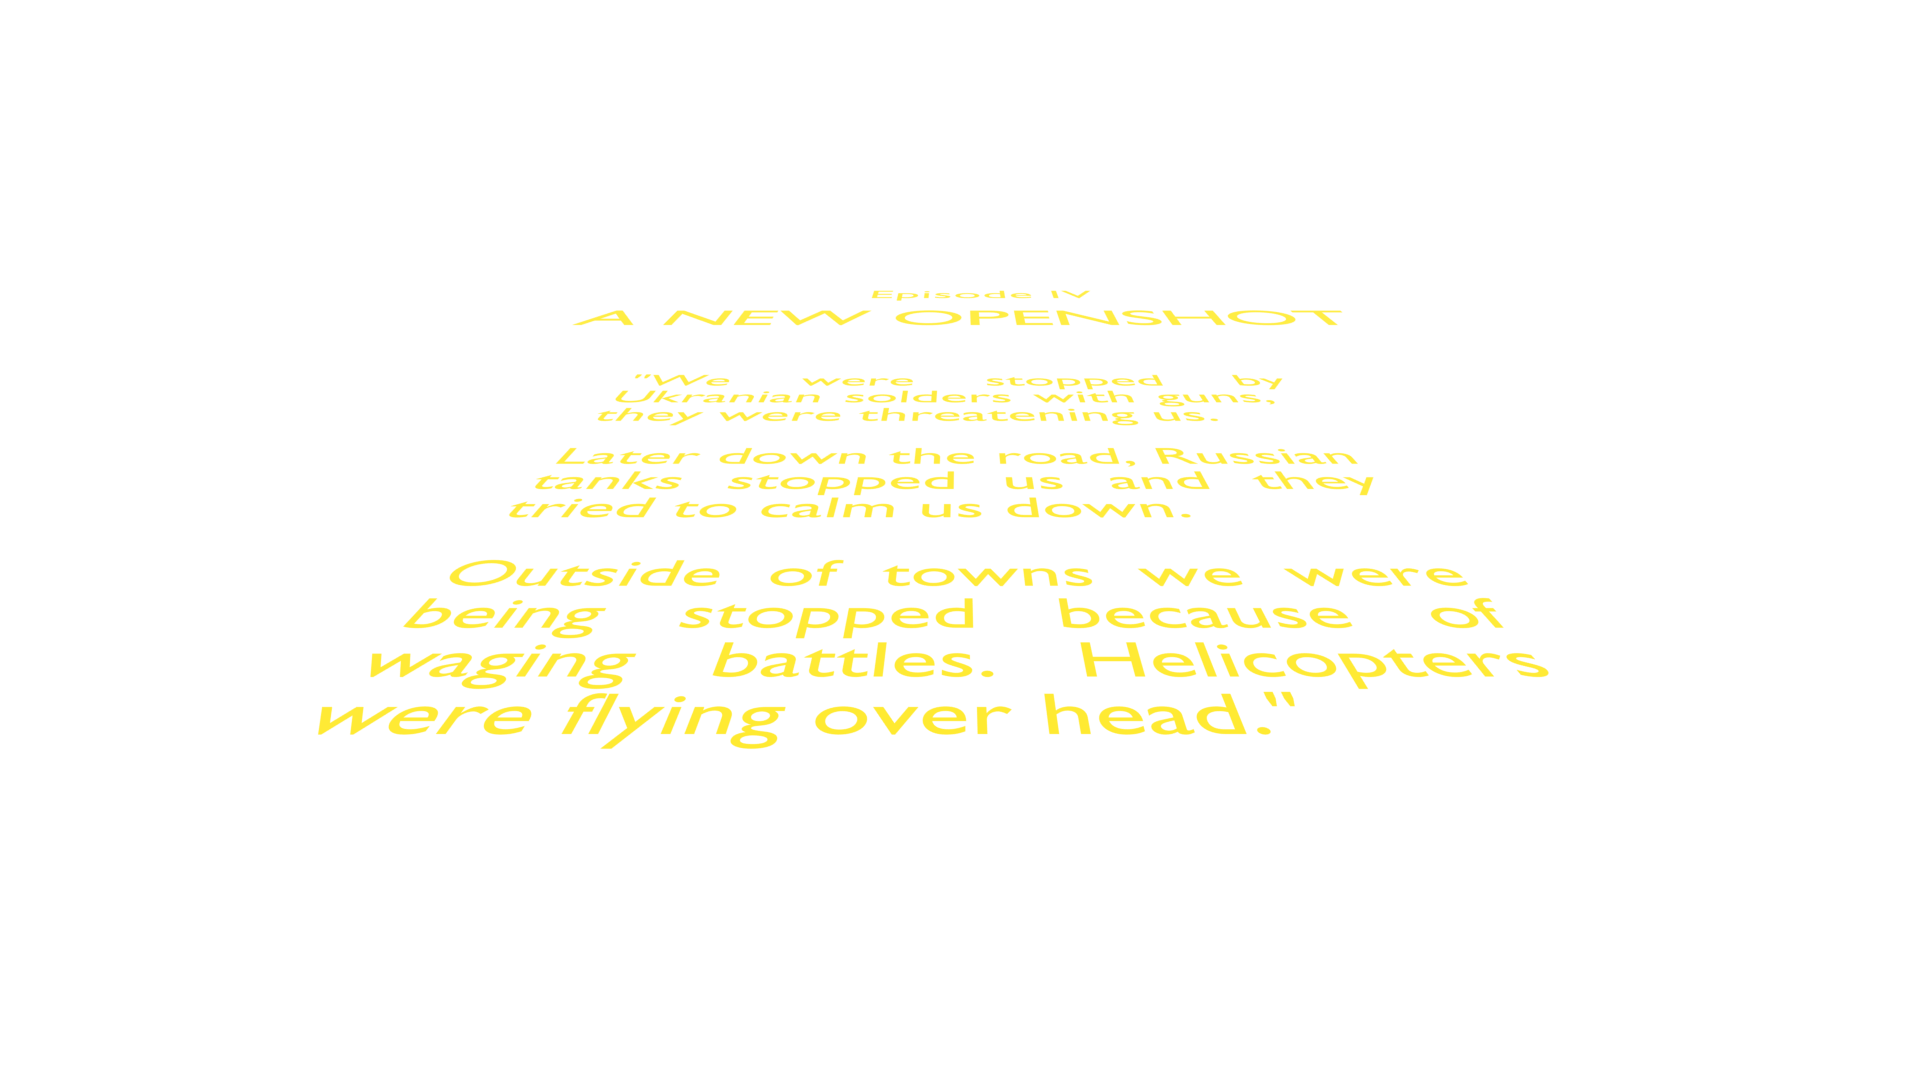 Episode IV
A NEW OPENSHOT
"We were stopped by
Ukranian solders with guns,
they were threatening us.
Later down the road, Russian
tanks stopped us and they
tried to calm us down.
Outside of towns we were
being stopped because of
waging battles. Helicopters
were flying over head."